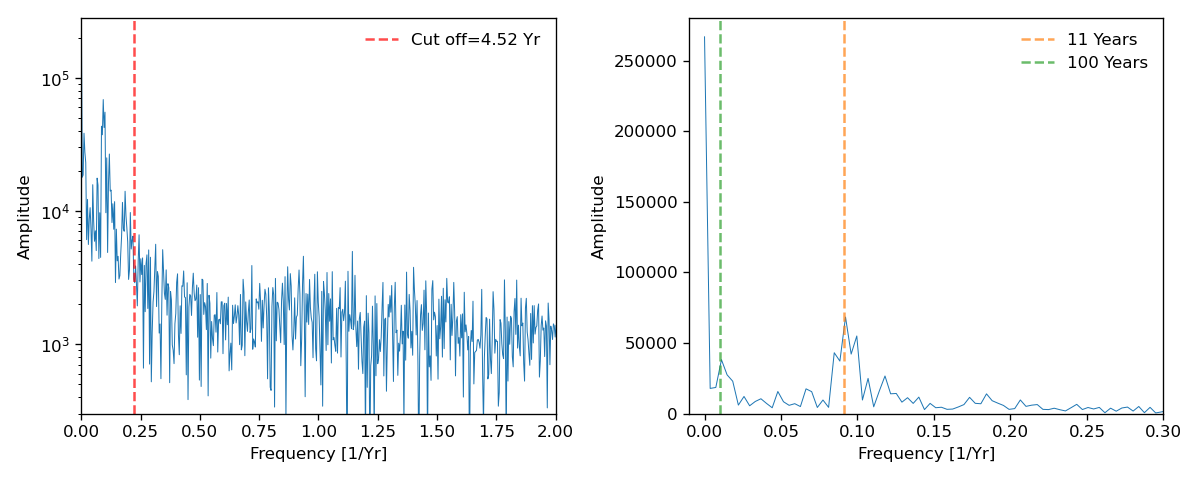 Cut off=4.52 Yr
Amplitude
10^5
10^4
10^3
0.00 0.25 0.50 0.75 1.00 1.25 1.50 1.75 2.00
Frequency [1/Yr]
11 Years
100 Years
Amplitude
250000
200000
150000
100000
50000
0
0.00 0.05 0.10 0.15 0.20 0.25 0.30
Frequency [1/Yr]